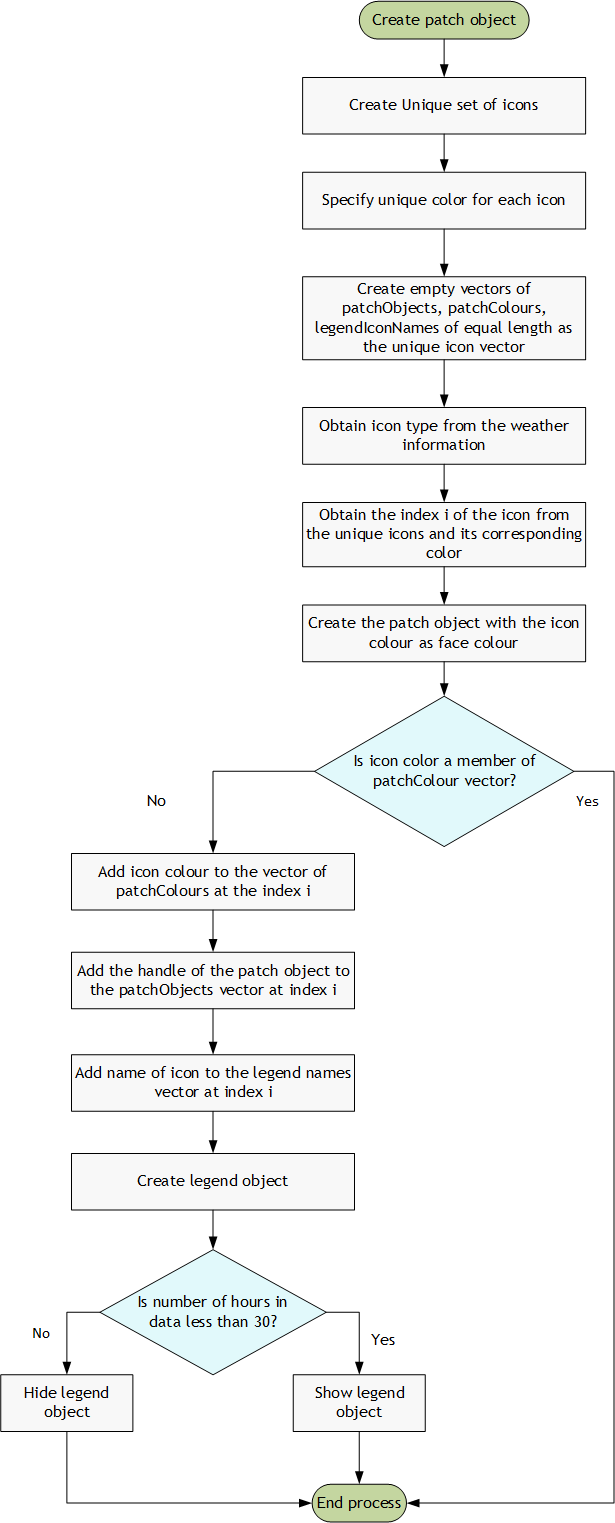 Create patch object
Create Unique set of icons
Specify unique color for each icon
Create empty vectors of
patchObjects, patchColours,
legendIconNames of equal length as
the unique icon vector
Obtain icon type from the weather
information
Obtain the index i of the icon from
the unique icons and its corresponding
color
Create the patch object with the icon
colour as face colour
Is icon color a member of
patchColour vector?
No
Yes
Add icon colour to the vector of
patchColours at the index i
Add the handle of the patch object to
the patchObjects vector at index i
Add name of icon to the legend names
vector at index i
Create legend object
Is number of hours in
data less than 30?
No
Yes
Hide legend
object
Show legend
object
End process